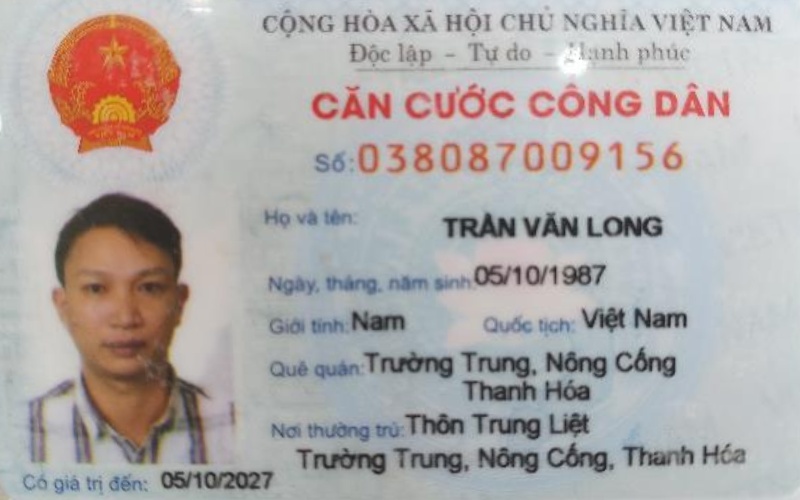 CỘNG HÒA XÃ HỘI CHỦ NGHĨA VIỆT NAM
Độc lập - Tự do - Hạnh phúc
CĂN CƯỚC CÔNG DÂN
Số: 038087009156
Họ và tên: TRẦN VĂN LONG
Ngày, tháng, năm sinh: 05/10/1987
Giới tính: Nam Quốc tịch: Việt Nam
Quê quán: Trường Trung, Nông Cống
Thanh Hóa
Nơi thường trú: Thôn Trung Liệt
Trường Trung, Nông Cống, Thanh Hóa
Có giá trị đến: 05/10/2027